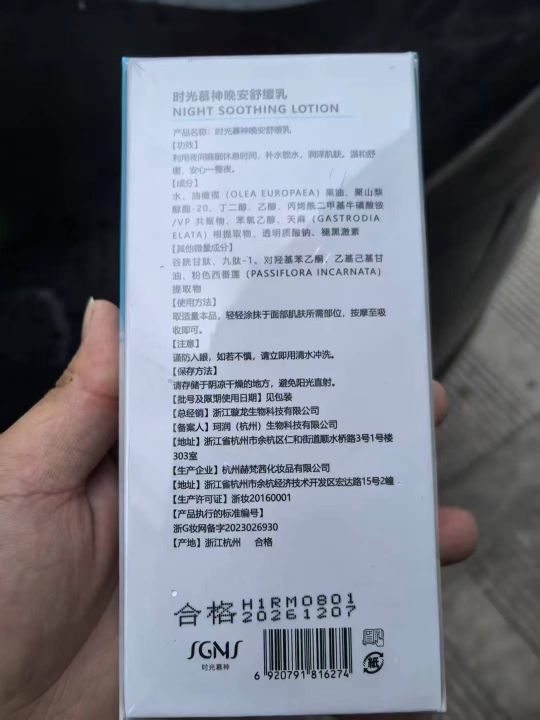 时光慕神晚安舒缓乳
NIGHT SOOTHING LOTION
产品名称：时光慕神晚安舒缓乳
【功效】
利用夜间睡眠休息时间，补水锁水，润泽肌肤。温和舒
缓，安心一整夜。
【成分】
水、油橄榄（OLEA EUROPAEA）果油、聚山梨
醇酯-20、丁二醇、乙醇、丙烯酰二甲基牛磺酸铵
/VP 共聚物、苯氧乙醇、天麻（GASTRODIA
ELATA）根提取物、透明质酸钠、褪黑激素
【其他微量成分】
谷胱甘肽、九肽-1、对羟基苯乙酮、乙基己基甘
油、粉色西番莲（PASSIFLORA INCARNATA）
提取物
【使用方法】
取适量本品，轻轻涂抹于面部肌肤所需部位，按摩至吸
收即可。
【注意】
谨防入眼，如若不慎，请立即用清水冲洗。
【保存方法】
请存储于阴凉干燥的地方，避免阳光直射。
【批号及限期使用日期】见包装
【总经销】浙江璇龙生物科技有限公司
【备案人】珂润（杭州）生物科技有限公司
【地址】浙江省杭州市余杭区仁和街道顺水桥路3号1号楼
303室
【生产企业】杭州赫梵茜化妆品有限公司
【地址】浙江省杭州市余杭经济技术开发区宏达路15号2幢
【生产许可证】浙妆20160001
【产品执行的标准编号】
浙G妆网备字2023026930
【产地】浙江杭州 合格
合格 H1RM0801
20261207
SGMS
时光慕神
6 920791 816274
紙